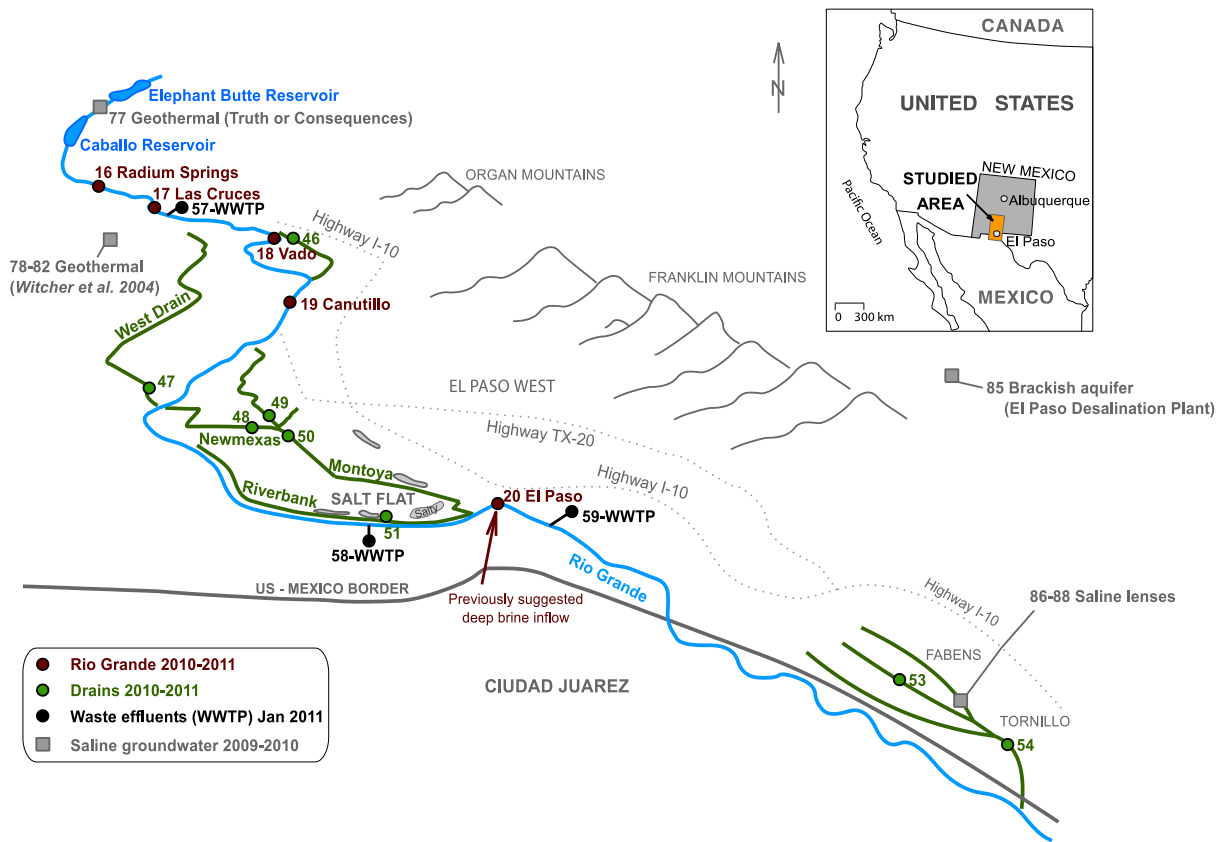 CANADA
UNITED STATES
NEW MEXICO
STUDIED
AREA
Albuquerque
El Paso
Pacific Ocean
MEXICO
0 300 km
N
Elephant Butte Reservoir
77 Geothermal (Truth or Consequences)
Caballo Reservoir
16 Radium Springs
17 Las Cruces
57-WWTP
ORGAN MOUNTAINS
Highway I-10
46
18 Vado
78-82 Geothermal
(Witcher et al. 2004)
West Drain
19 Canutillo
FRANKLIN MOUNTAINS
47
EL PASO WEST
85 Brackish aquifer
(El Paso Desalination Plant)
49
48
50
Newmexas
Highway TX-20
Montoya
Highway I-10
Riverbank
SALT FLAT
Salty
20 El Paso
59-WWTP
51
58-WWTP
Rio Grande
US - MEXICO BORDER
Previously suggested
deep brine inflow
Highway I-10
86-88 Saline lenses
FABENS
53
TORNILLO
54
CIUDAD JUAREZ
Rio Grande 2010-2011
Drains 2010-2011
Waste effluents (WWTP) Jan 2011
Saline groundwater 2009-2010